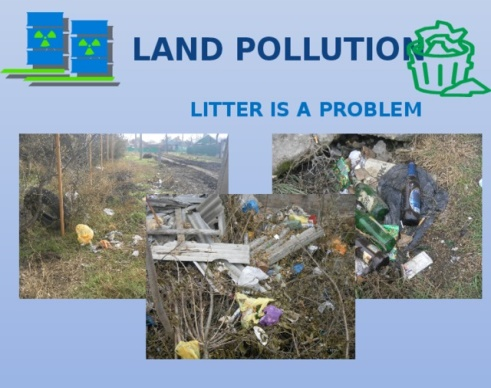 LAND POLLUTION
LITTER IS A PROBLEM